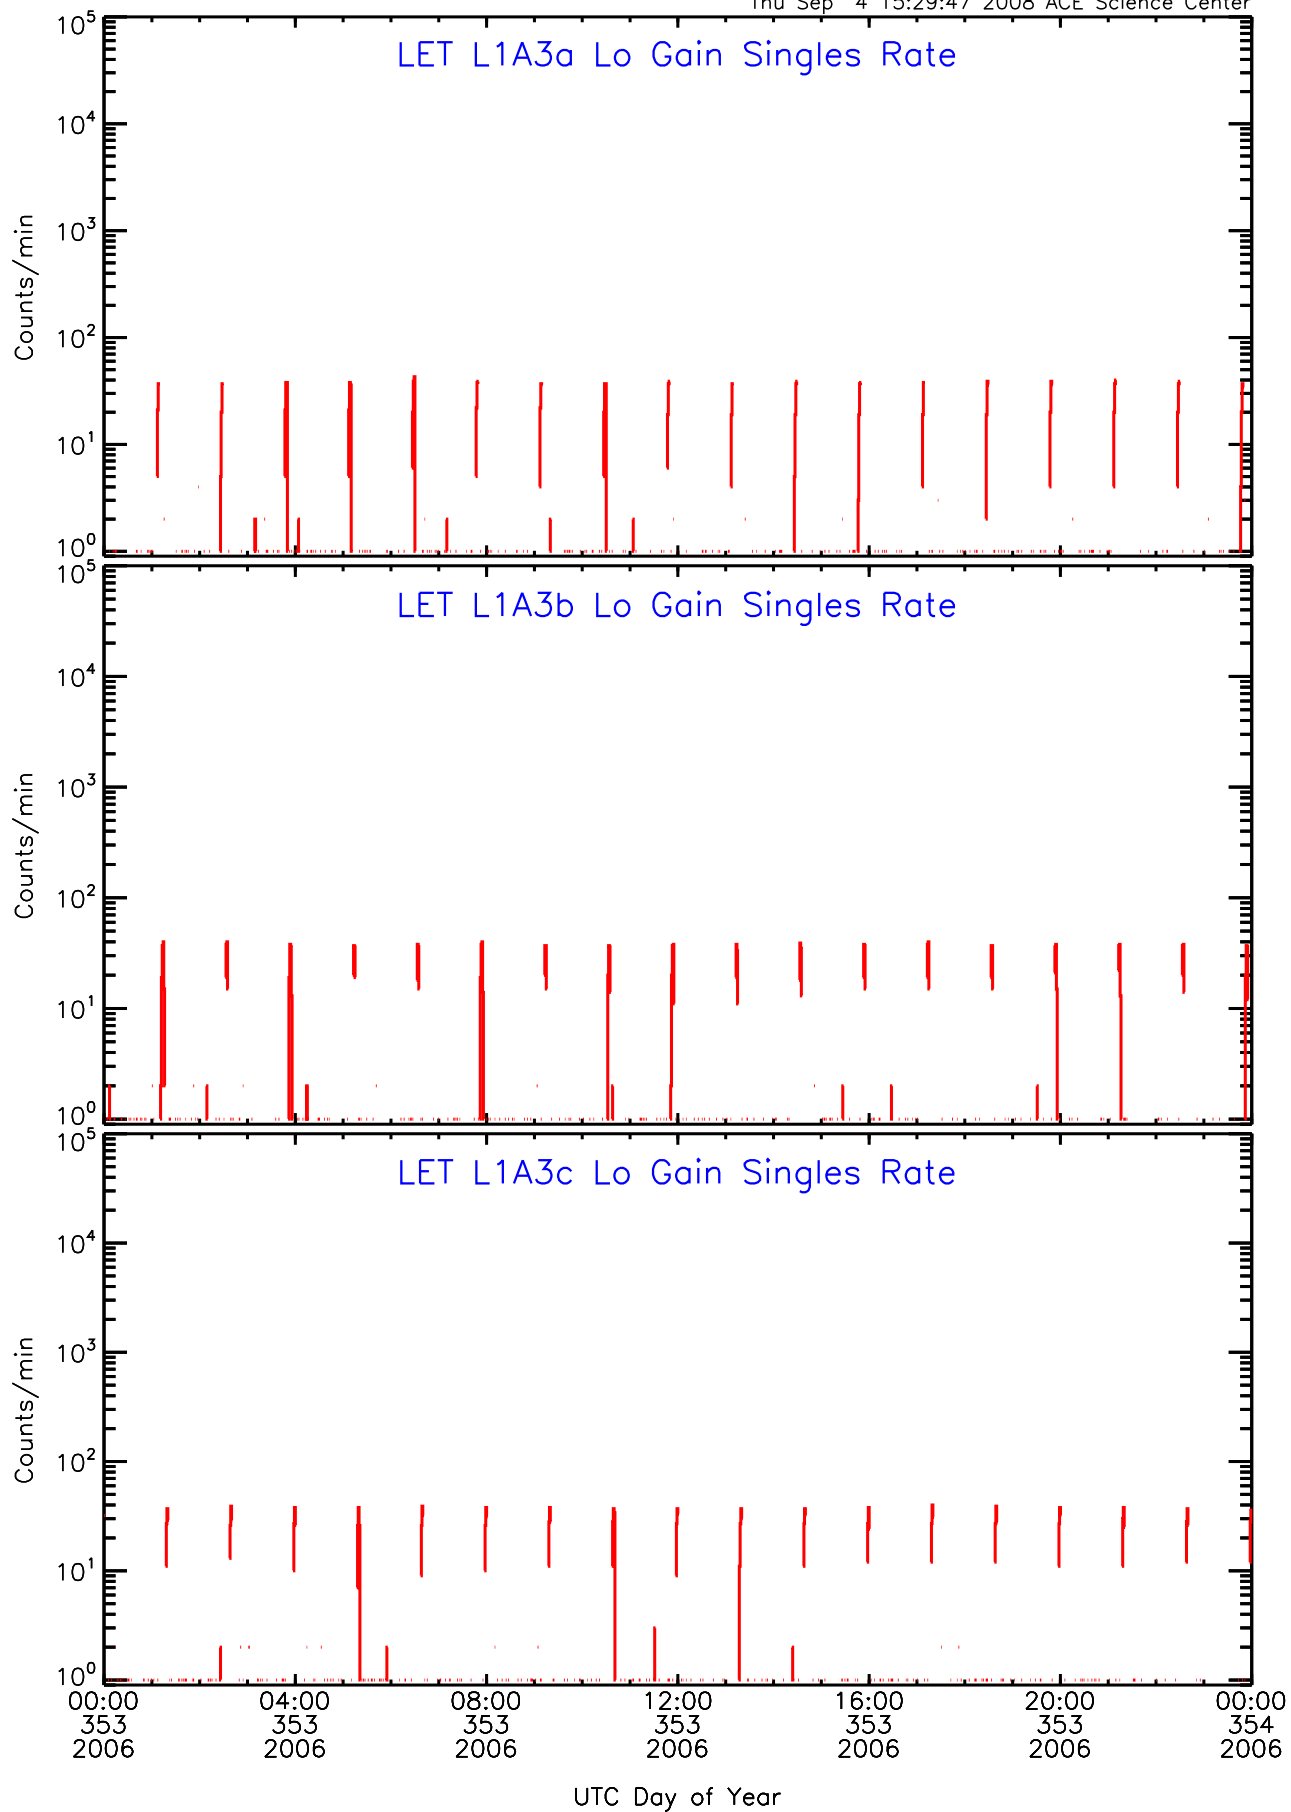 Thu Sep 4 15:29:47 2008 ACE Science Center
LET L1A3a Lo Gain Singles Rate
10^5
10^4
10^3
10^2
10^1
10^0
Counts/min
LET L1A3b Lo Gain Singles Rate
10^5
10^4
10^3
10^2
10^1
10^0
Counts/min
LET L1A3c Lo Gain Singles Rate
10^5
10^4
10^3
10^2
10^1
10^0
Counts/min
00:00 04:00 08:00 12:00 16:00 20:00 00:00
353 353 353 353 353 353 354
2006 2006 2006 2006 2006 2006 2006
UTC Day of Year